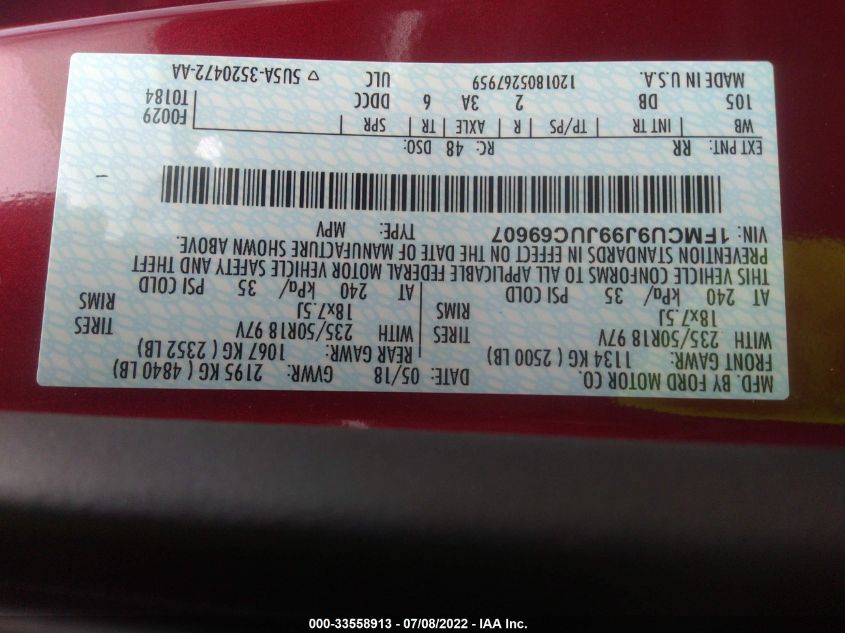 MFD. BY FORD MOTOR CO. DATE: 05/18 GVWR: 2195 KG ( 4840 LB)
FRONT GAWR: 1134 KG ( 2500 LB) REAR GAWR: 1067 KG ( 2352 LB)
WITH 235/50R18 97V TIRES WITH 235/50R18 97V TIRES
18x7.5J RIMS 18x7.5J RIMS
AT 240 kPa/ 35 PSI COLD AT 240 kPa/ 35 PSI COLD
THIS VEHICLE CONFORMS TO ALL APPLICABLE FEDERAL MOTOR VEHICLE SAFETY AND THEFT
PREVENTION STANDARDS IN EFFECT ON THE DATE OF MANUFACTURE SHOWN ABOVE.
VIN: 1FMCU9J99JUC69607 TYPE: MPV
EXT PNT: RR RC: 48 DSO:
WB | INT TR | TP/PS | R | AXLE | TR | SPR F0029
105 DB 2 3A 6 DDCC T0184
MADE IN U.S.A. 1201805267959 ULC ▽ 5U5A-3520472-AA
000-33558913 - 07/08/2022 - IAA Inc.